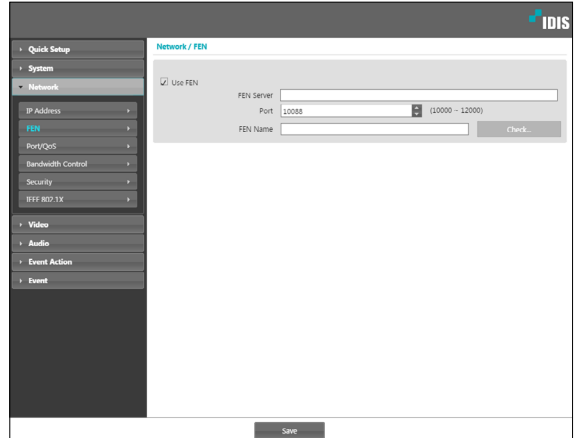 IDIS
Quick Setup
System
Network
IP Address
FEN
Port/QoS
Bandwidth Control
Security
IEEE 802.1X
Video
Audio
Event Action
Event
Network / FEN
Use FEN
FEN Server
Port 10088 (10000 ~ 12000)
FEN Name Check...
Save